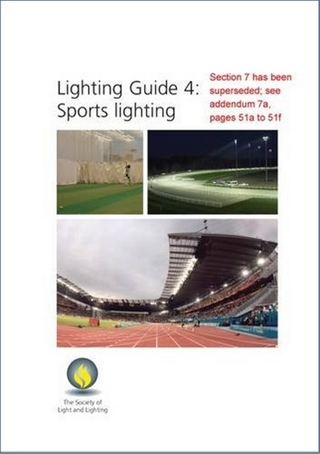 Lighting Guide 4:
Sports lighting
Section 7 has been
superseded; see
addendum 7a,
pages 51a to 51f
The Society of
Light and Lighting